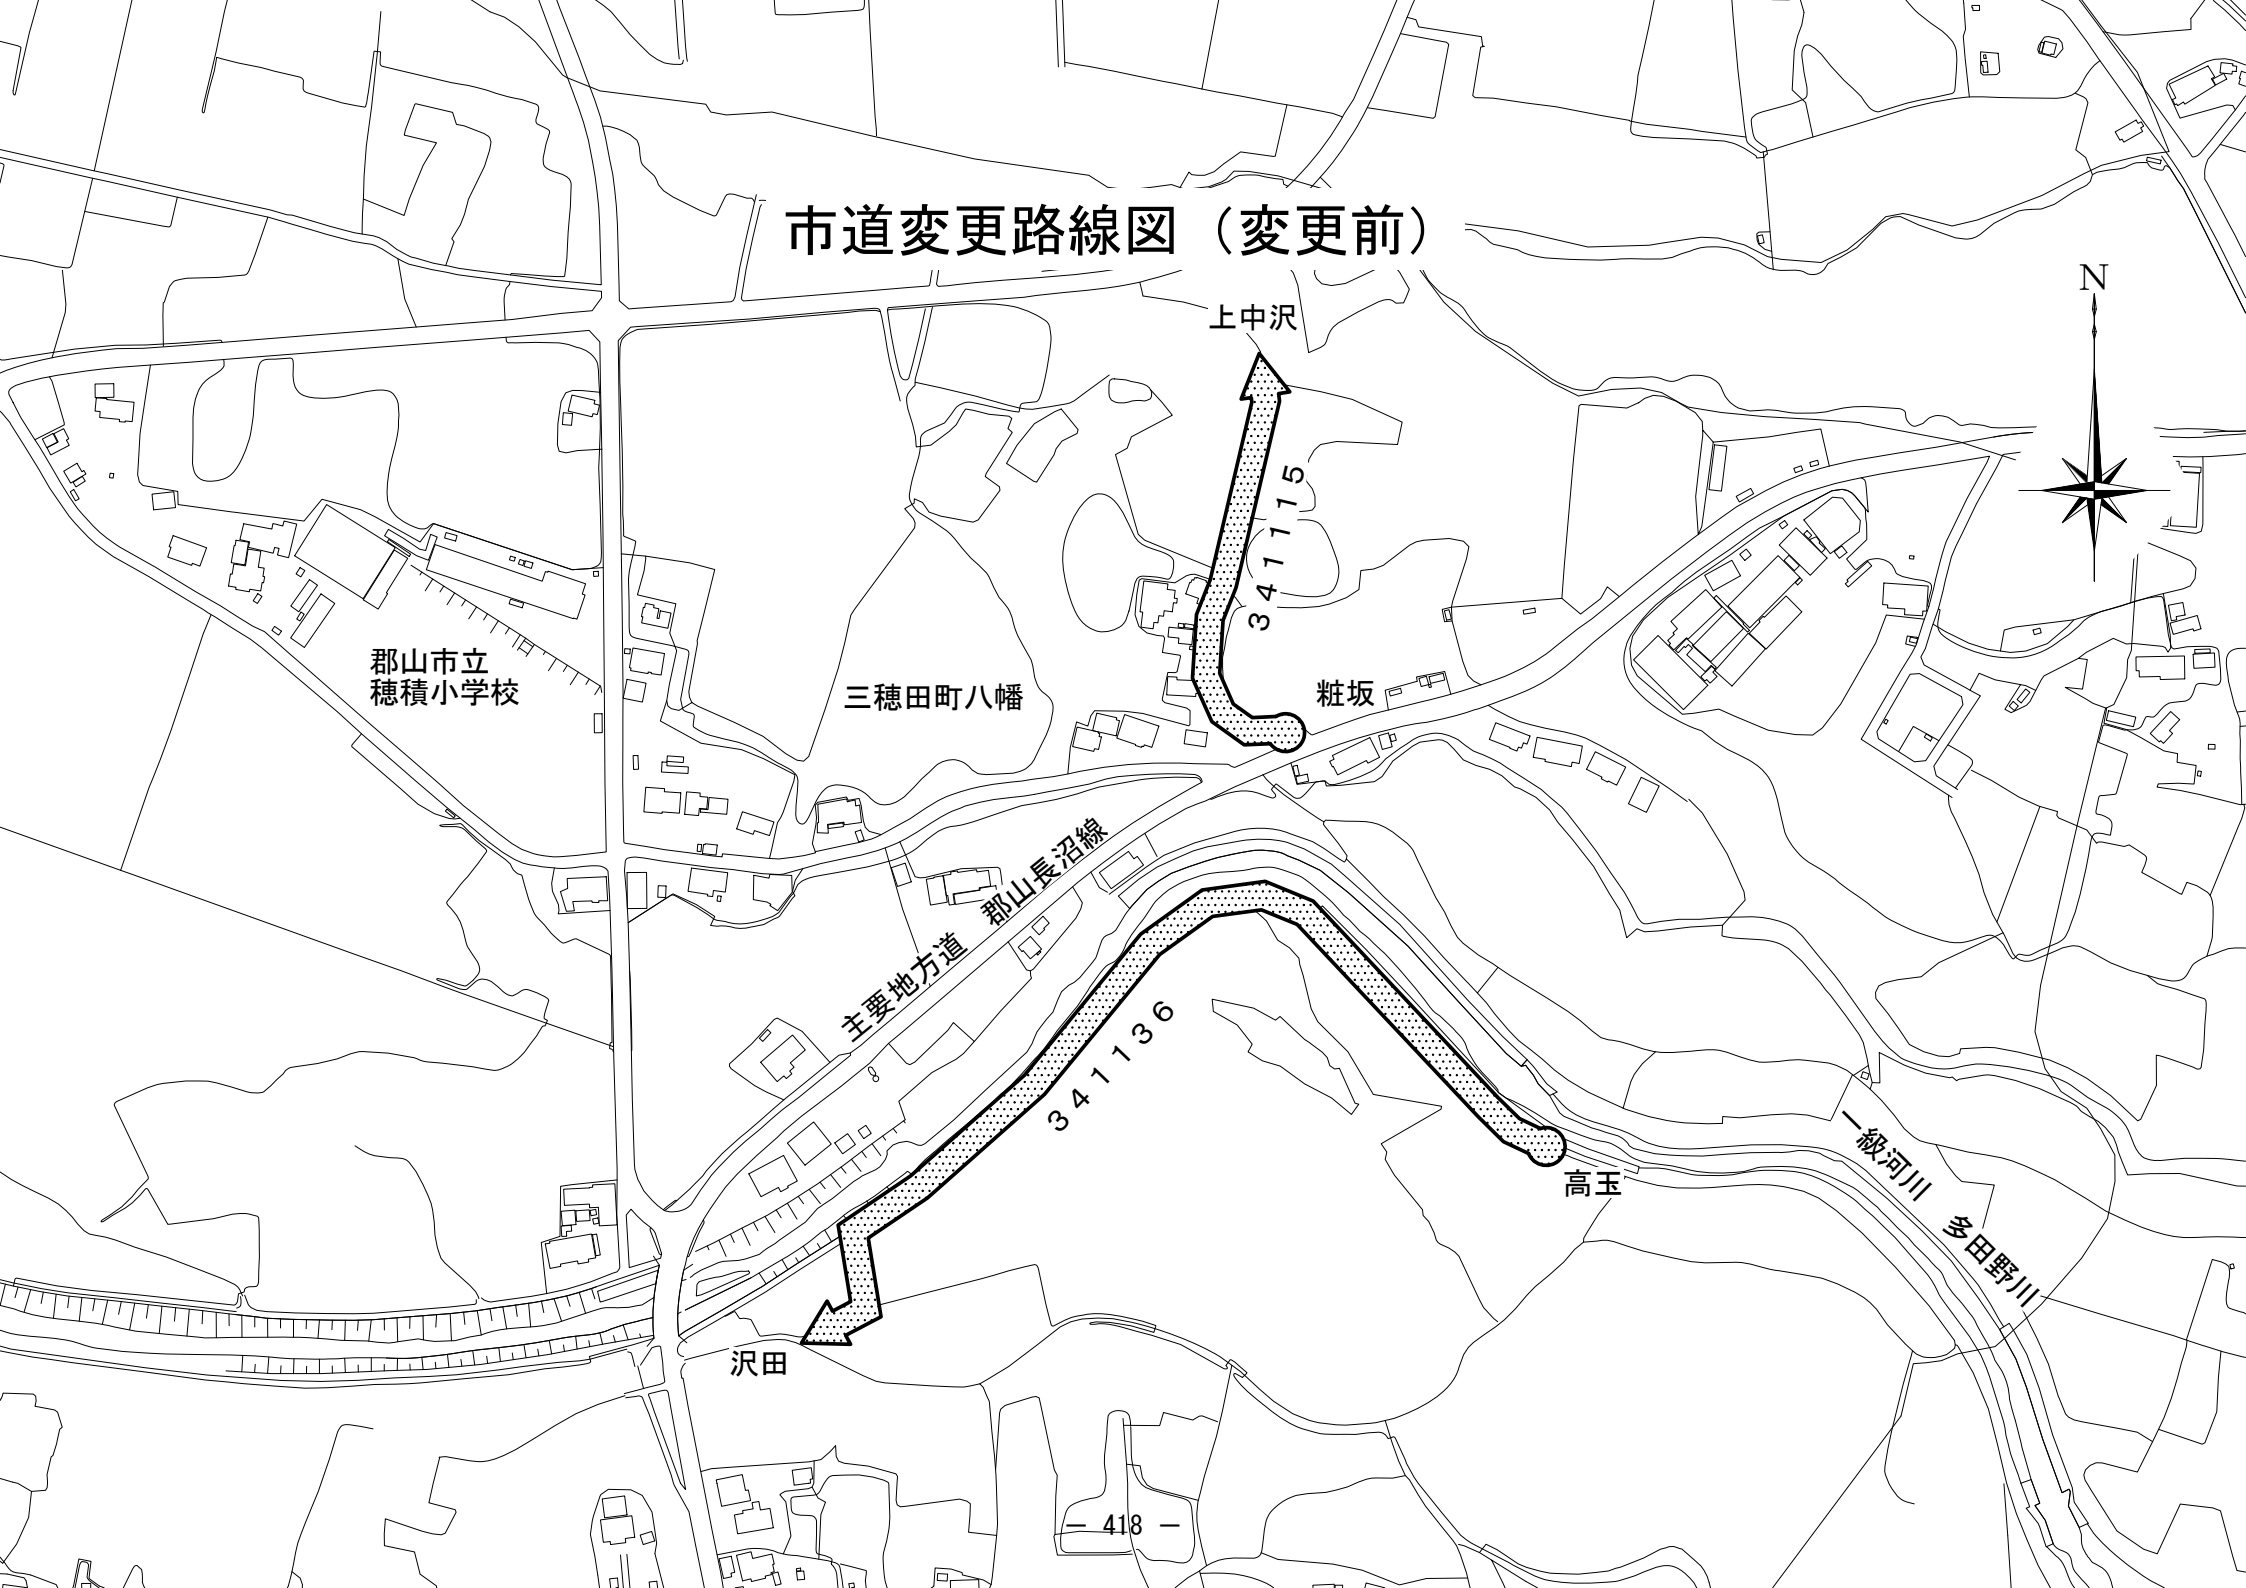 市道変更路線図（変更前）
N
上中沢
341115
郡山市立
穂積小学校
三穂田町八幡
粧坂
主要地方道　郡山長沼線
341136
高玉
一級河川　多田野川
沢田
― 418 ―